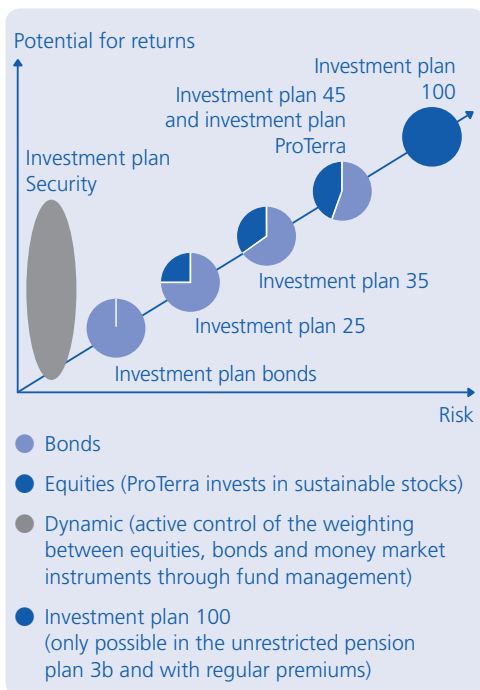 Potential for returns
Investment plan
100
Investment plan 45
and investment plan
ProTerra
Investment plan
Security
Investment plan 35
Investment plan 25
Investment plan bonds
Risk
Bonds
Equities (ProTerra invests in sustainable stocks)
Dynamic (active control of the weighting
between equities, bonds and money market
instruments through fund management)
Investment plan 100
(only possible in the unrestricted pension
plan 3b and with regular premiums)